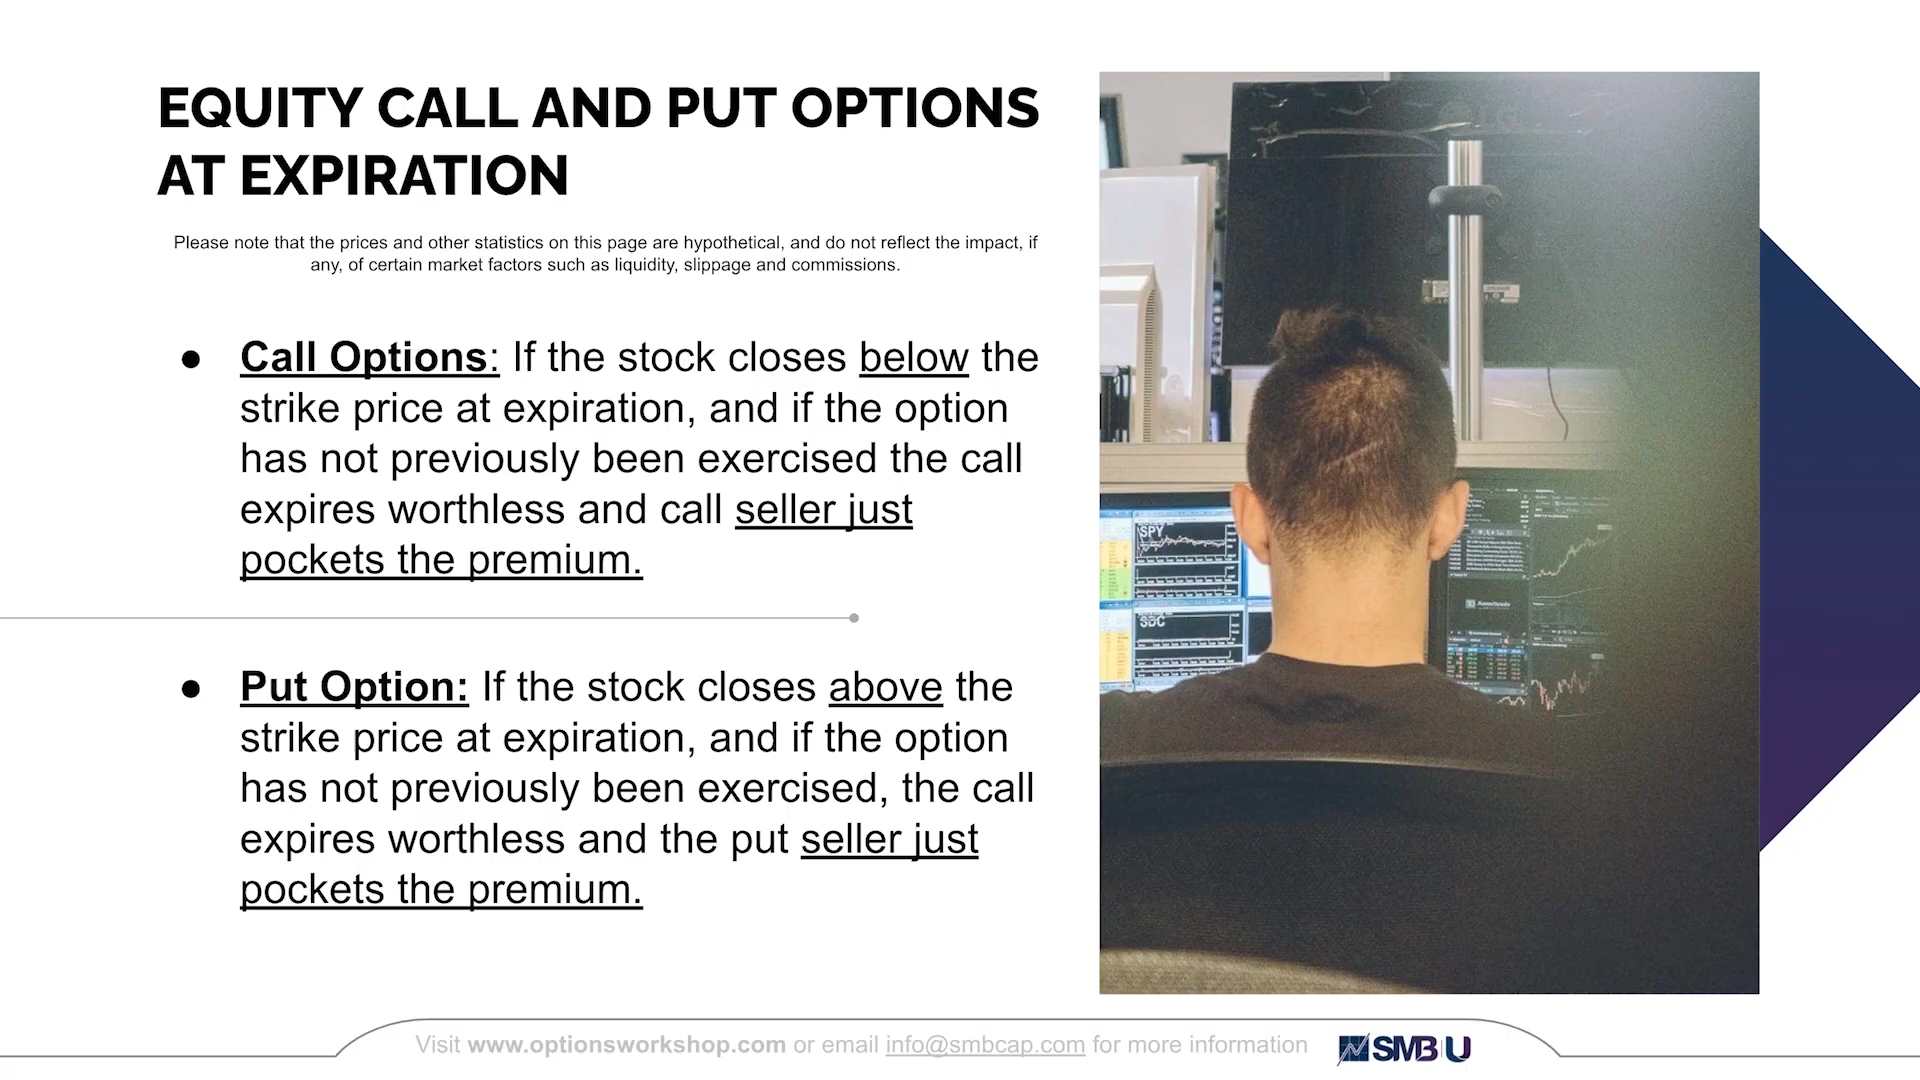 EQUITY CALL AND PUT OPTIONS
AT EXPIRATION
Please note that the prices and other statistics on this page are hypothetical, and do not reflect the impact, if
any, of certain market factors such as liquidity, slippage and commissions.
● Call Options: If the stock closes below the
strike price at expiration, and if the option
has not previously been exercised the call
expires worthless and call seller just
pockets the premium.
● Put Option: If the stock closes above the
strike price at expiration, and if the option
has not previously been exercised, the call
expires worthless and the put seller just
pockets the premium.
SPY
SDC
Visit www.optionsworkshop.com or email info@smbcap.com for more information
SMB U